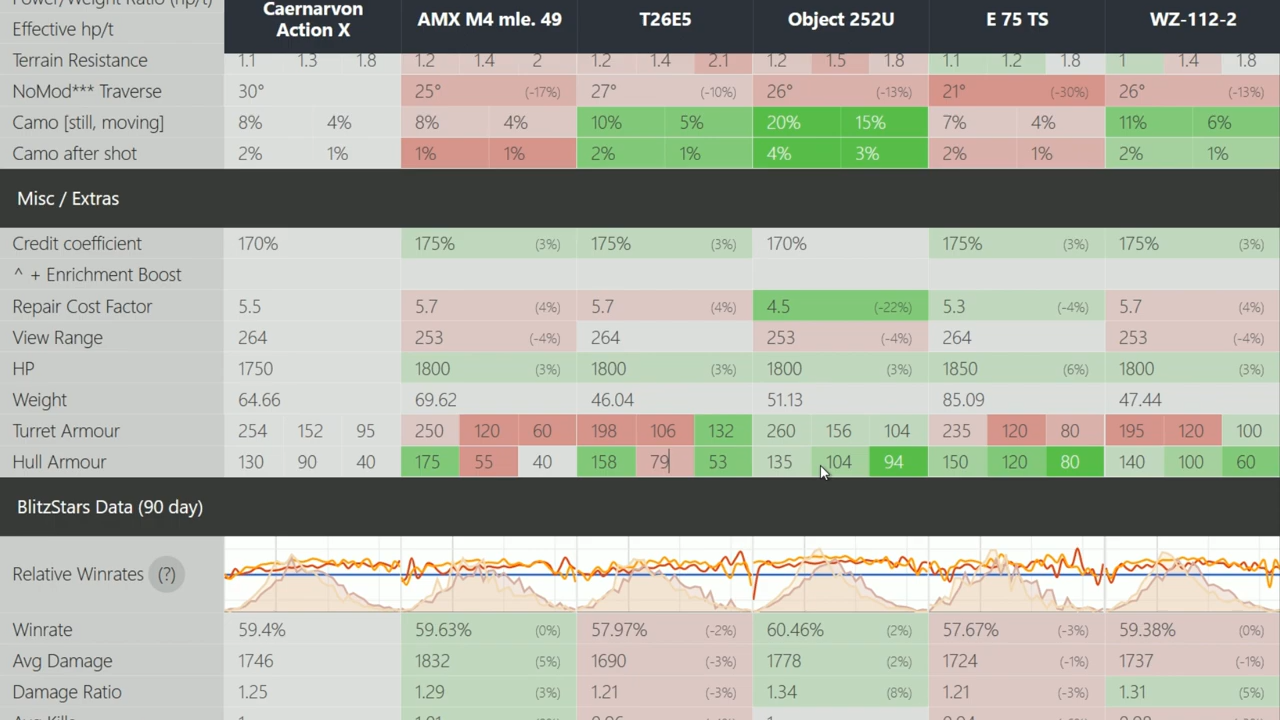 Power/Weight Ratio (hp/t)
Caernarvon Action X AMX M4 mle. 49 T26E5 Object 252U E 75 TS WZ-112-2
Effective hp/t
Terrain Resistance 1.1 1.3 1.8 1.2 1.4 2 1.2 1.4 2.1 1.2 1.5 1.8 1.1 1.2 1.8 1 1.4 1.8
NoMod*** Traverse 30° 25° (-17%) 27° (-10%) 26° (-13%) 21° (-30%) 26° (-13%)
Camo [still, moving] 8% 4% 8% 4% 10% 5% 20% 15% 7% 4% 11% 6%
Camo after shot 2% 1% 1% 1% 2% 1% 4% 3% 2% 1% 2% 1%
Misc / Extras
Credit coefficient 170% 175% (3%) 175% (3%) 170% 175% (3%) 175% (3%)
^ + Enrichment Boost
Repair Cost Factor 5.5 5.7 (4%) 5.7 (4%) 4.5 (-22%) 5.3 (-4%) 5.7 (4%)
View Range 264 253 (-4%) 264 253 (-4%) 264 253 (-4%)
HP 1750 1800 (3%) 1800 (3%) 1800 (3%) 1850 (6%) 1800 (3%)
Weight 64.66 69.62 46.04 51.13 85.09 47.44
Turret Armour 254 152 95 250 120 60 198 106 132 260 156 104 235 120 80 195 120 100
Hull Armour 130 90 40 175 55 40 158 79 53 135 104 94 150 120 80 140 100 60
BlitzStars Data (90 day)
Relative Winrates (?)
Winrate 59.4% 59.63% (0%) 57.97% (-2%) 60.46% (2%) 57.67% (-3%) 59.38% (0%)
Avg Damage 1746 1832 (5%) 1690 (-3%) 1778 (2%) 1724 (-1%) 1737 (-1%)
Damage Ratio 1.25 1.29 (3%) 1.21 (-3%) 1.34 (8%) 1.21 (-3%) 1.31 (5%)